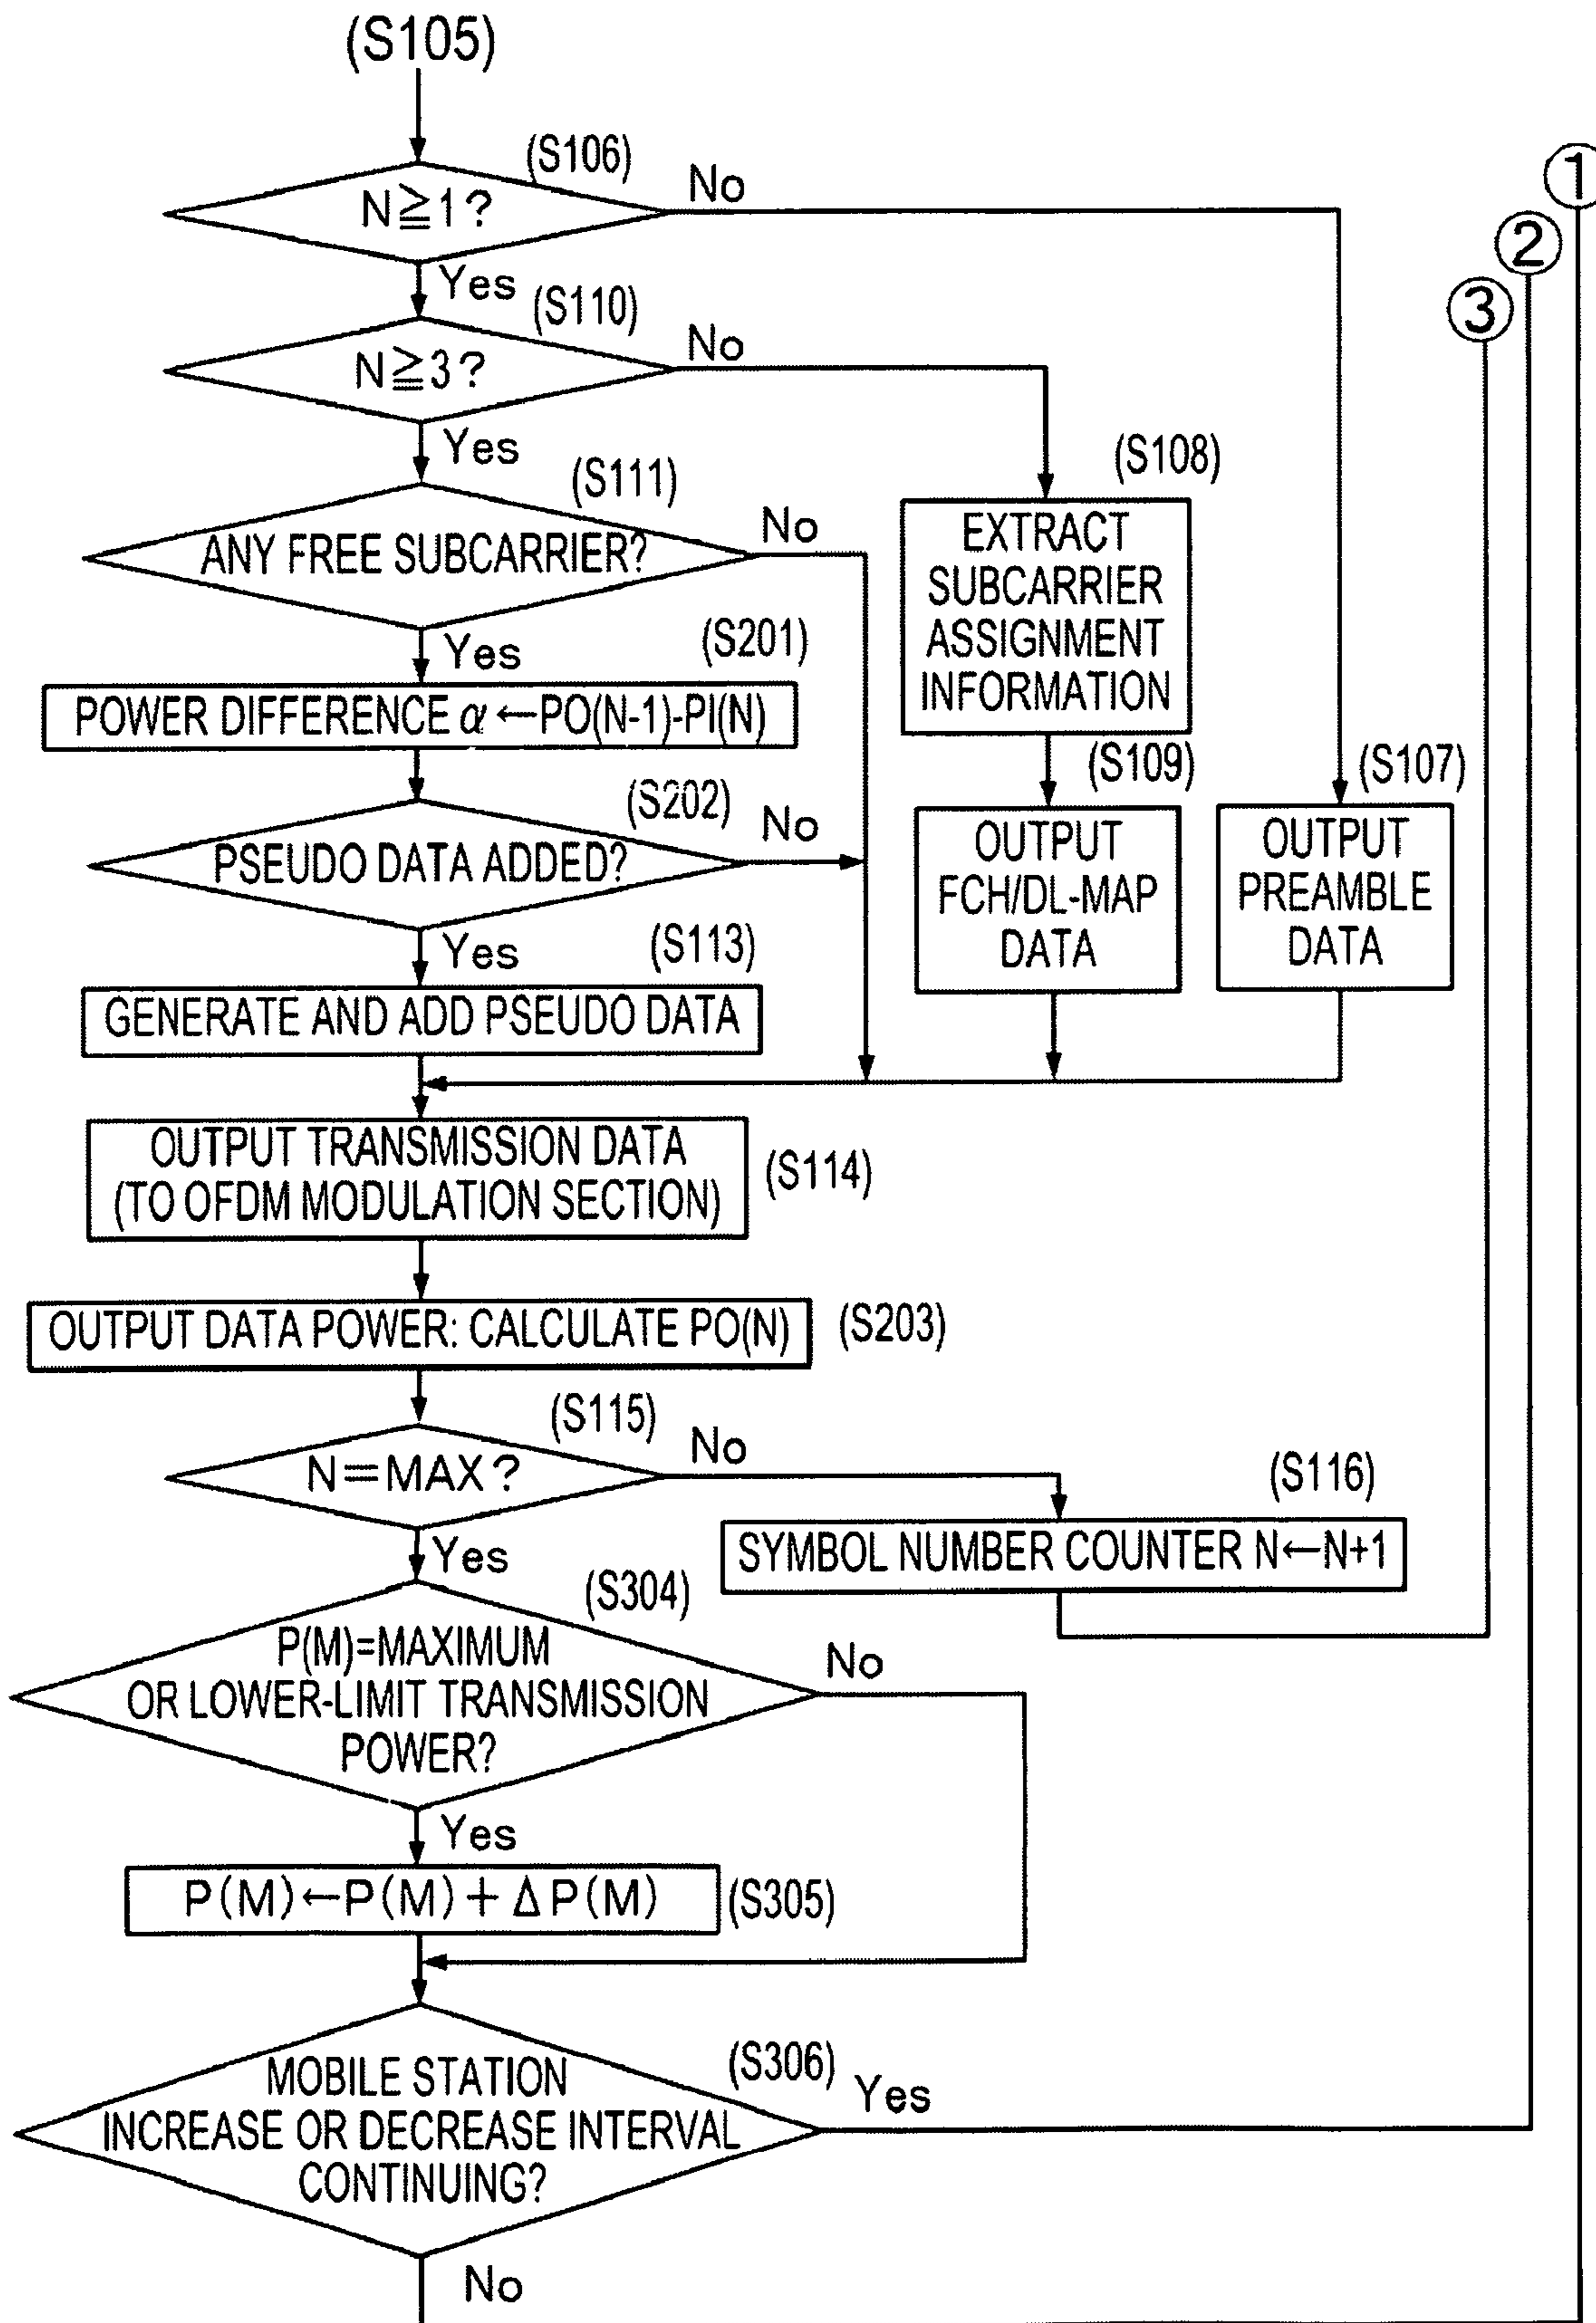 (S105)
(S106)
N≧1?
No
Yes
(S110)
N≧3?
No
Yes
(S111)
ANY FREE SUBCARRIER?
No
Yes
(S201)
POWER DIFFERENCE α←PO(N-1)-PI(N)
(S202)
PSEUDO DATA ADDED?
No
Yes
(S113)
GENERATE AND ADD PSEUDO DATA
(S108)
EXTRACT
SUBCARRIER
ASSIGNMENT
INFORMATION
(S109)
OUTPUT
FCH/DL-MAP
DATA
(S107)
OUTPUT
PREAMBLE
DATA
①
②
③
OUTPUT TRANSMISSION DATA
(TO OFDM MODULATION SECTION)
(S114)
OUTPUT DATA POWER: CALCULATE PO(N)
(S203)
(S115)
N=MAX?
No
Yes
(S116)
SYMBOL NUMBER COUNTER N←N+1
(S304)
P(M)=MAXIMUM
OR LOWER-LIMIT TRANSMISSION
POWER?
No
Yes
P(M)←P(M)+ΔP(M)
(S305)
(S306)
MOBILE STATION
INCREASE OR DECREASE INTERVAL
CONTINUING?
Yes
No